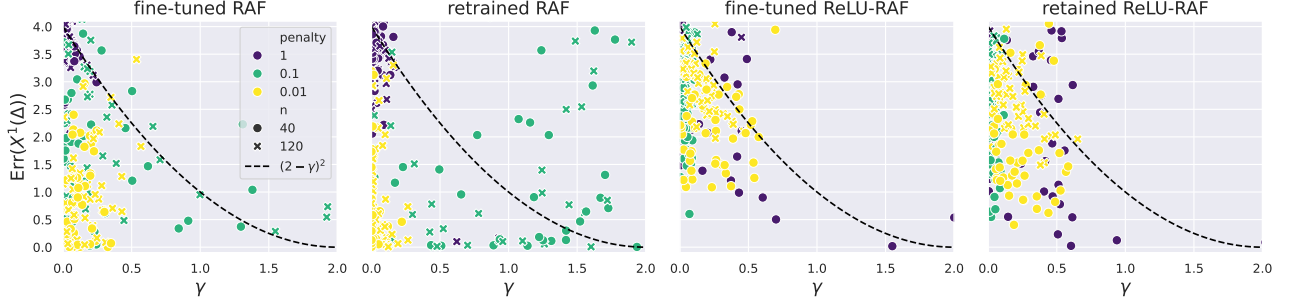 fine-tuned RAF
retrained RAF
fine-tuned ReLU-RAF
retained ReLU-RAF
Err(X¹(Δ))
4.0
3.5
3.0
2.5
2.0
1.5
1.0
0.5
0.0
penalty
1
0.1
0.01
n
40
120
(2 − γ)²
0.0 0.5 1.0 1.5 2.0
0.0 0.5 1.0 1.5 2.0
0.0 0.5 1.0 1.5 2.0
0.0 0.5 1.0 1.5 2.0
γ
γ
γ
γ